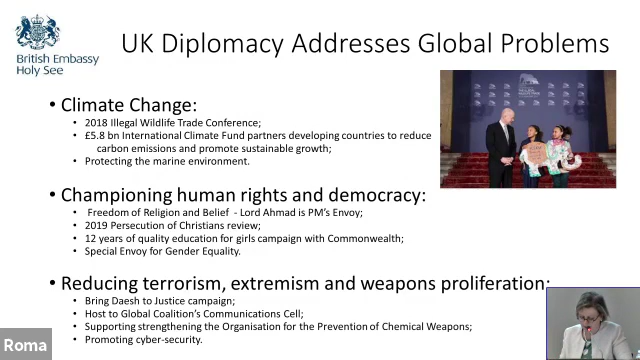 British Embassy
Holy See
UK Diplomacy Addresses Global Problems
• Climate Change:
• 2018 Illegal Wildlife Trade Conference;
• £5.8 bn International Climate Fund partners developing countries to reduce
carbon emissions and promote sustainable growth;
• Protecting the marine environment.
• Championing human rights and democracy:
• Freedom of Religion and Belief - Lord Ahmad is PM's Envoy;
• 2019 Persecution of Christians review;
• 12 years of quality education for girls campaign with Commonwealth;
• Special Envoy for Gender Equality.
• Reducing terrorism, extremism and weapons proliferation:
• Bring Daesh to Justice campaign;
• Host to Global Coalition's Communications Cell;
• Supporting strengthening the Organisation for the Prevention of Chemical Weapons;
• Promoting cyber-security.
Roma